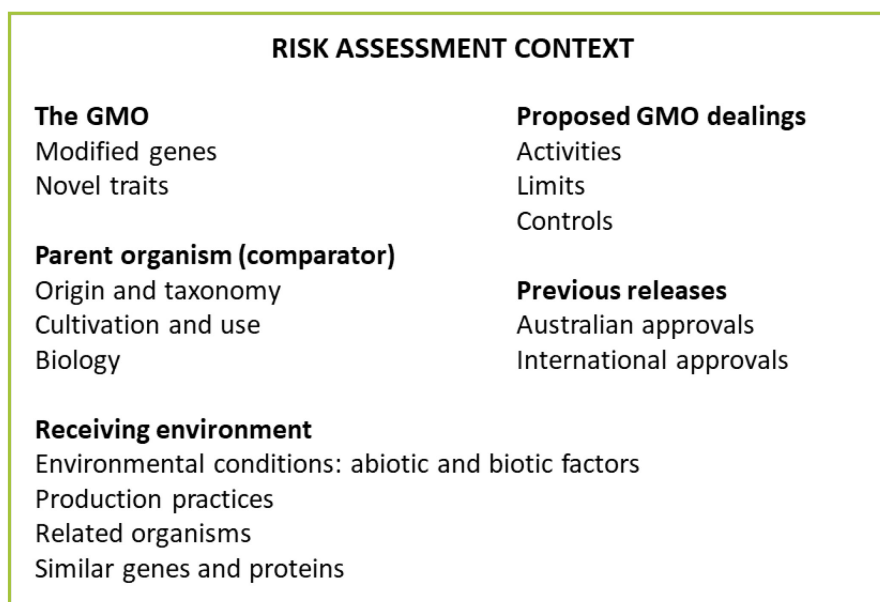 RISK ASSESSMENT CONTEXT
The GMO
Modified genes
Novel traits
Parent organism (comparator)
Origin and taxonomy
Cultivation and use
Biology
Proposed GMO dealings
Activities
Limits
Controls
Previous releases
Australian approvals
International approvals
Receiving environment
Environmental conditions: abiotic and biotic factors
Production practices
Related organisms
Similar genes and proteins